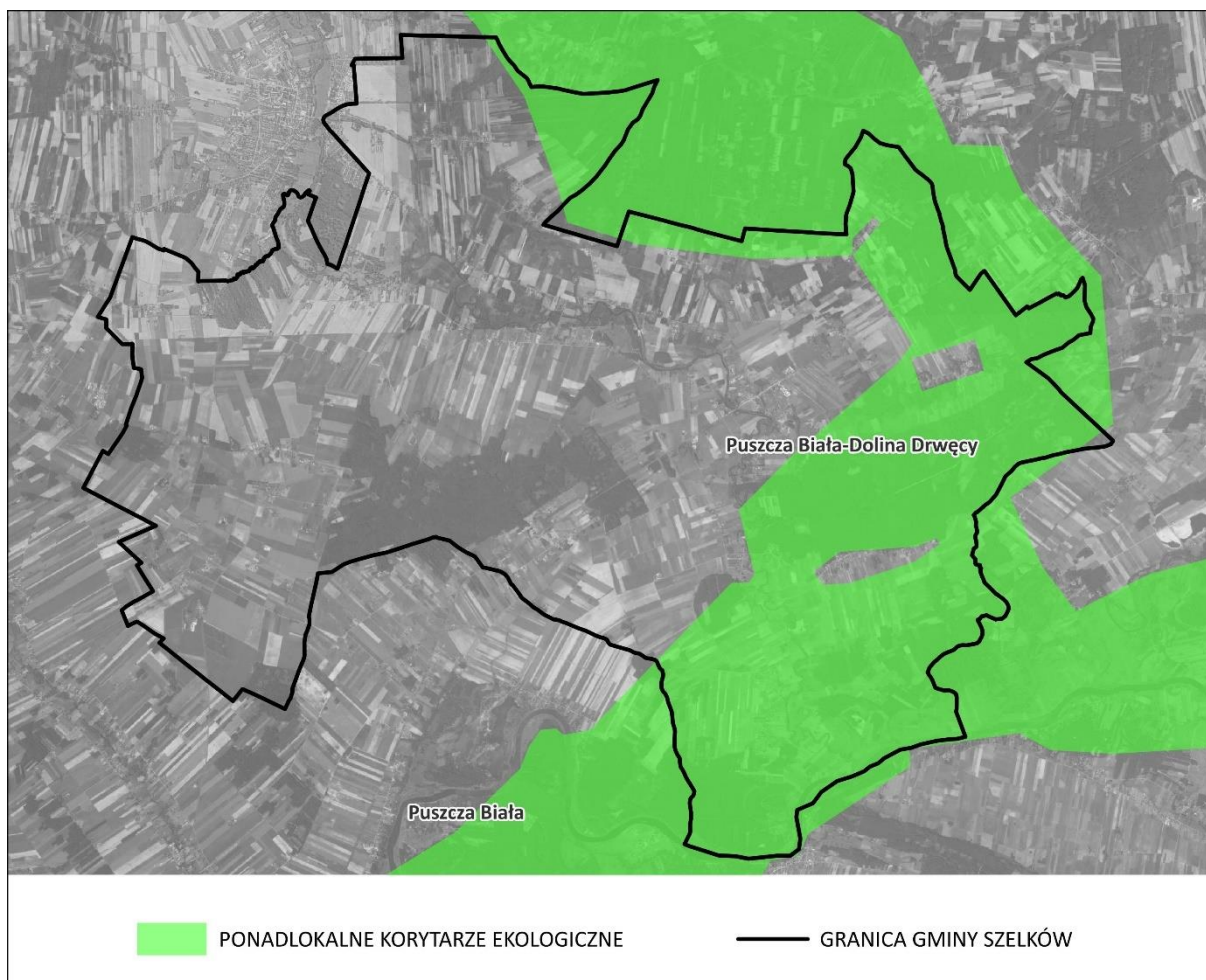 Puszcza Biała-Dolina Drwęcy
Puszcza Biała
PONADLOKALNE KORYTARZE EKOLOGICZNE
GRANICA GMINY SZELKÓW